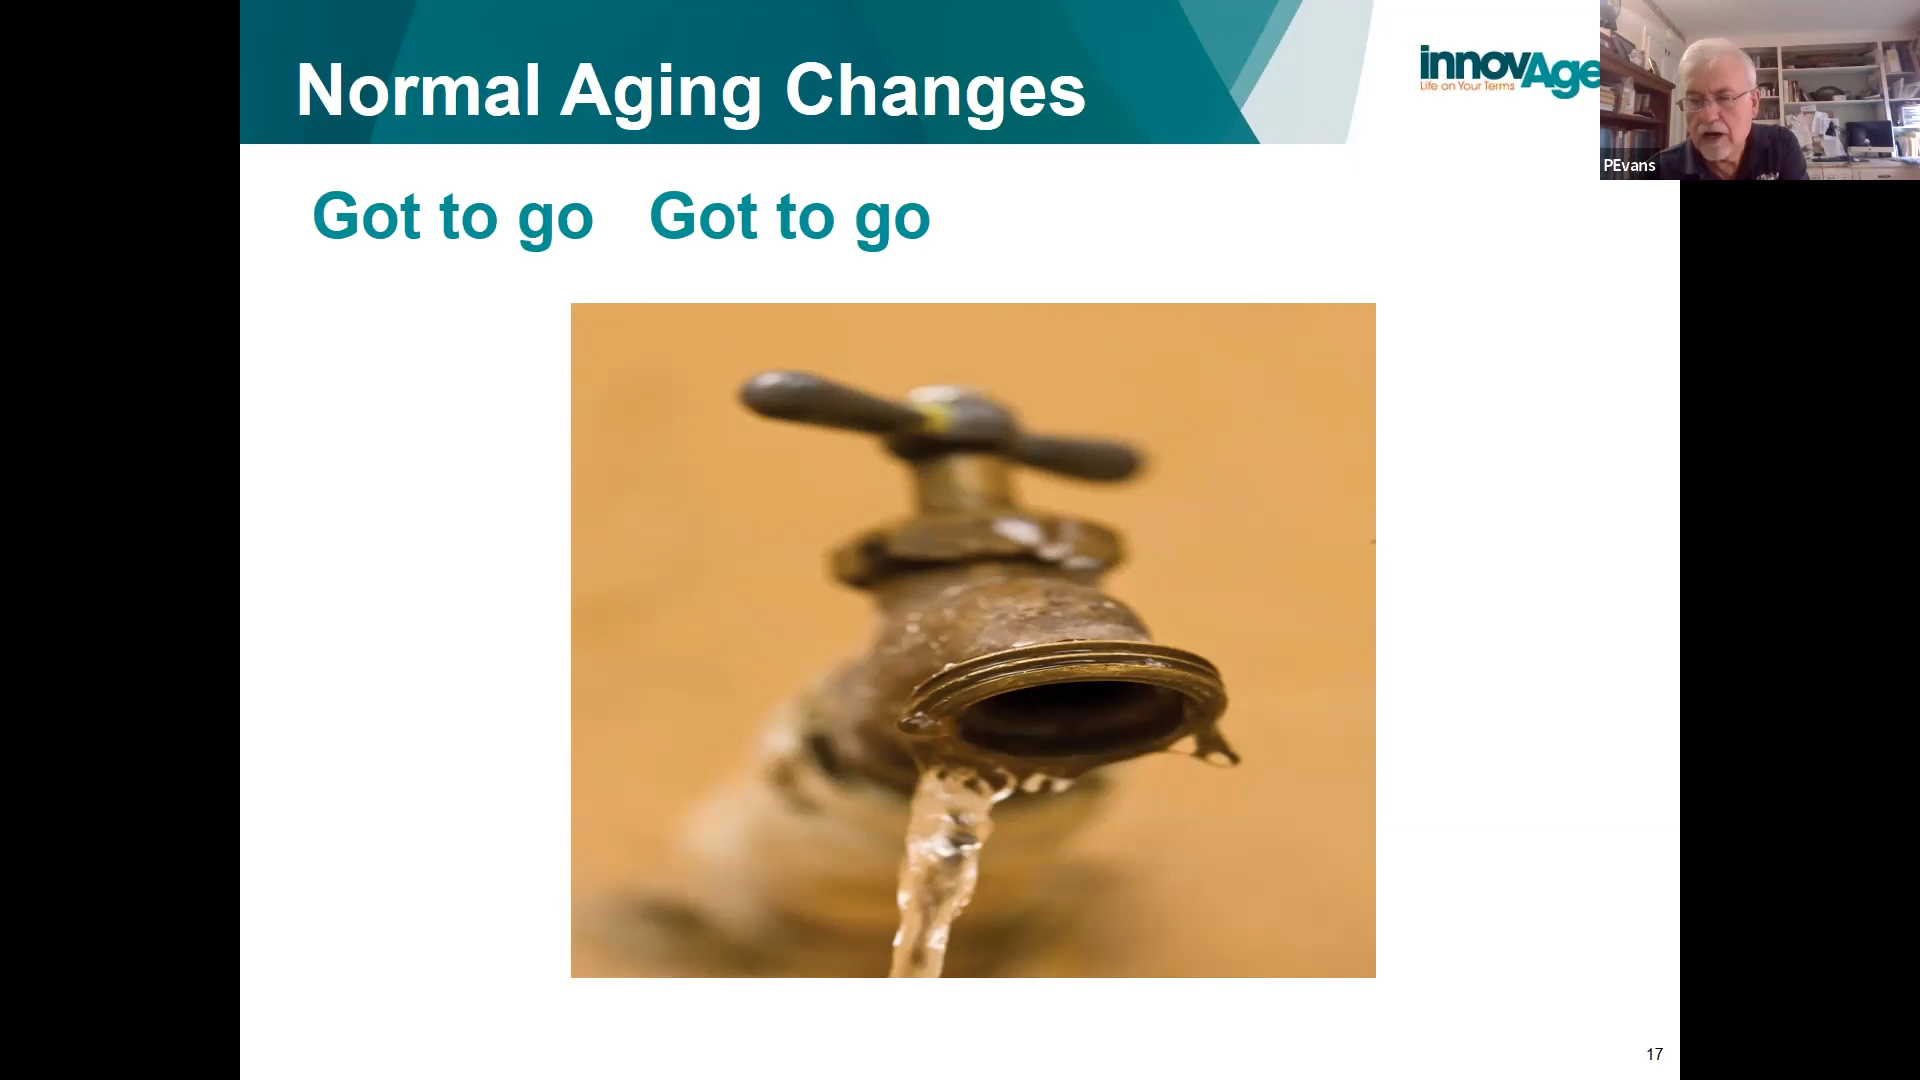 Normal Aging Changes
innovAge
Life on Your Terms
PEvans
Got to go Got to go
17